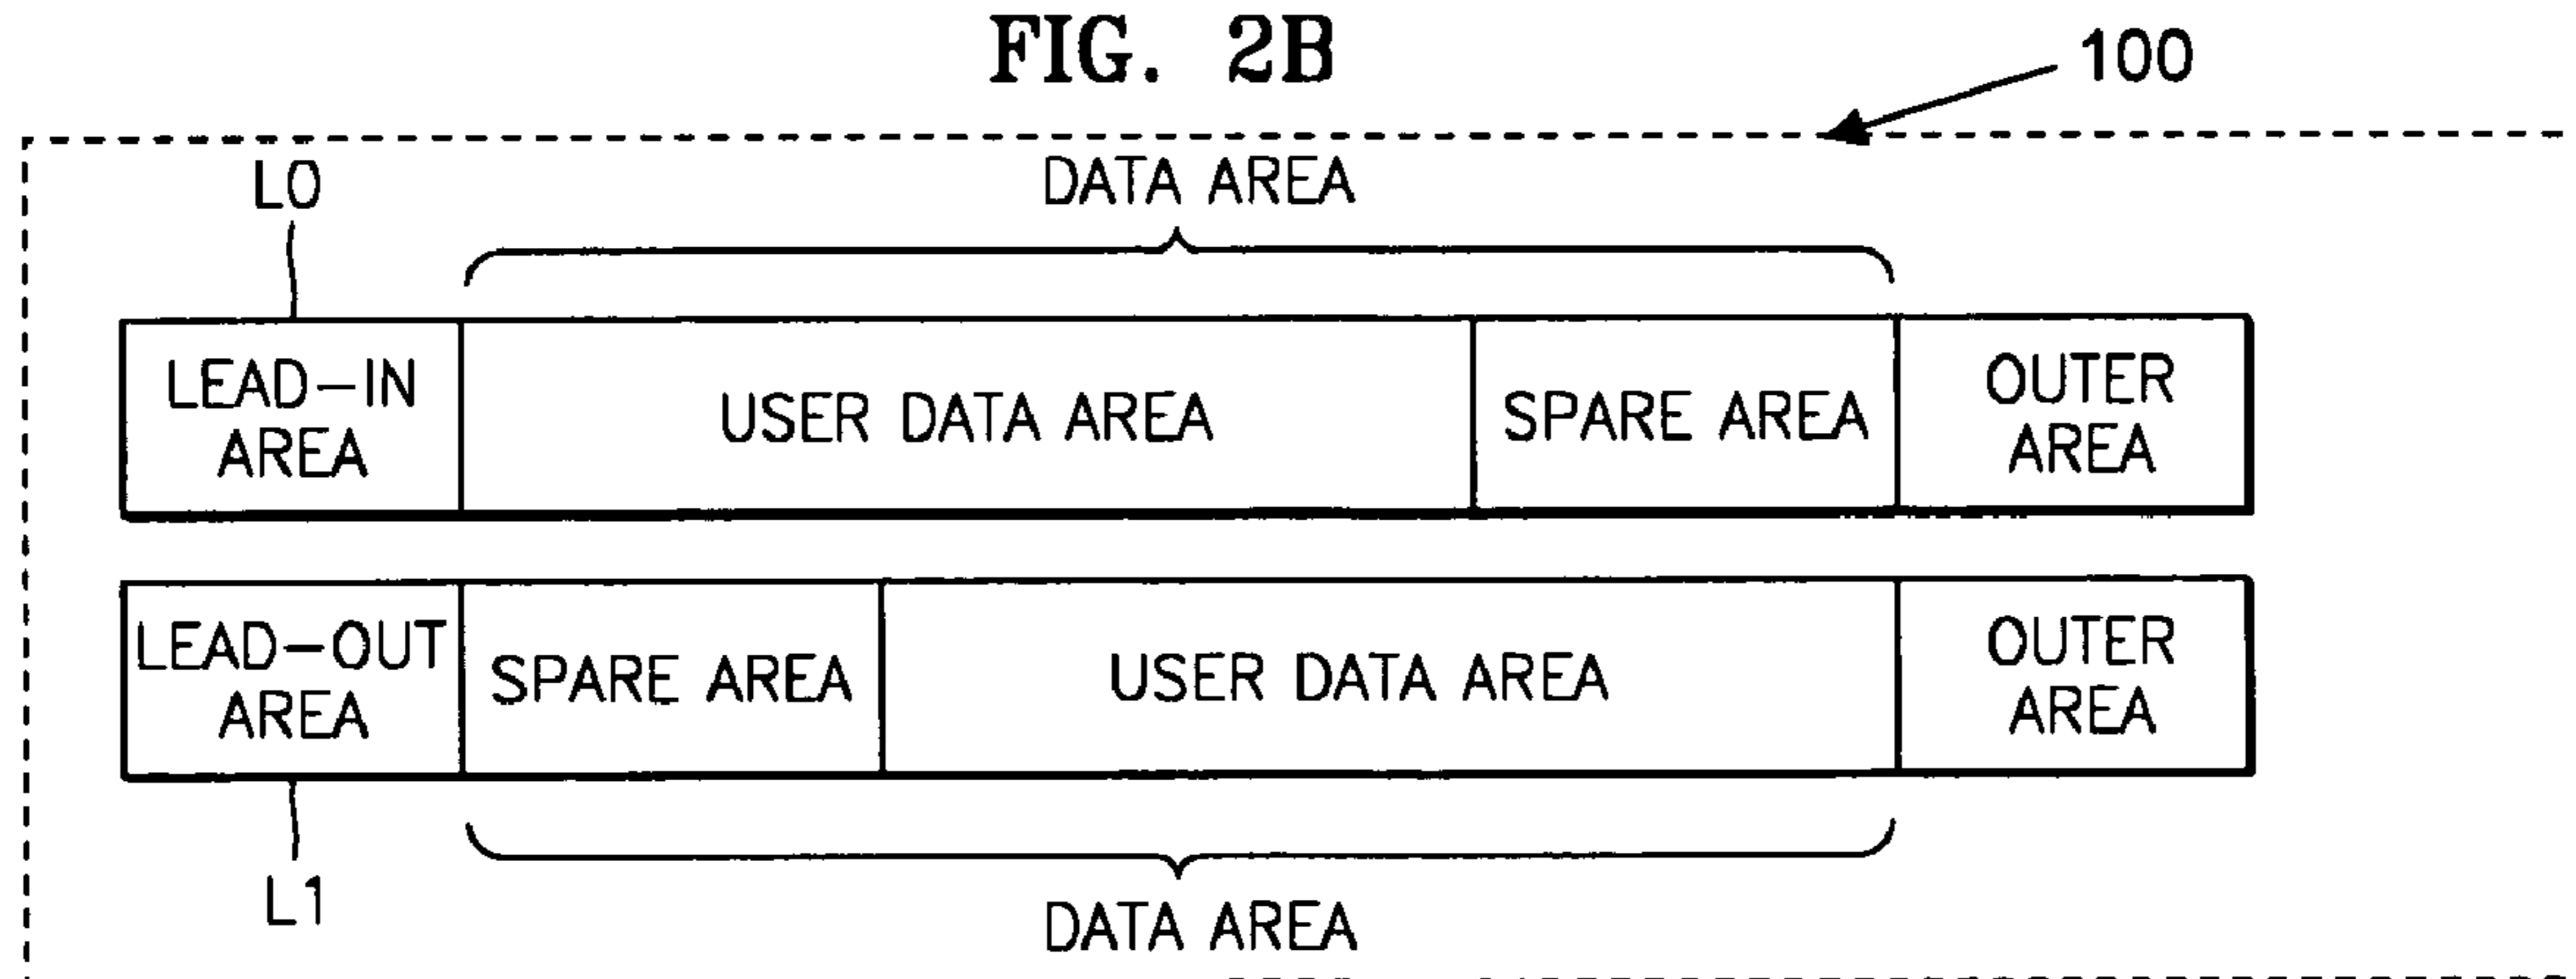 FIG. 2B
100
L0
DATA AREA
LEAD-IN
AREA
USER DATA AREA
SPARE AREA
OUTER
AREA
LEAD-OUT
AREA
SPARE AREA
USER DATA AREA
OUTER
AREA
L1
DATA AREA